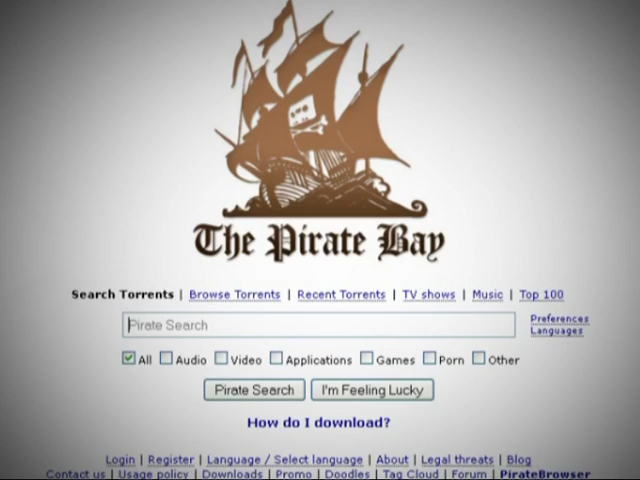 The Pirate Bay
Search Torrents | Browse Torrents | Recent Torrents | TV shows | Music | Top 100
Pirate Search
Preferences
Languages
All Audio Video Applications Games Porn Other
Pirate Search I'm Feeling Lucky
How do I download?
Login | Register | Language / Select language | About | Legal threats | Blog
Contact us | Usage policy | Downloads | Promo | Doodles | Tag Cloud | Forum | PirateBrowser